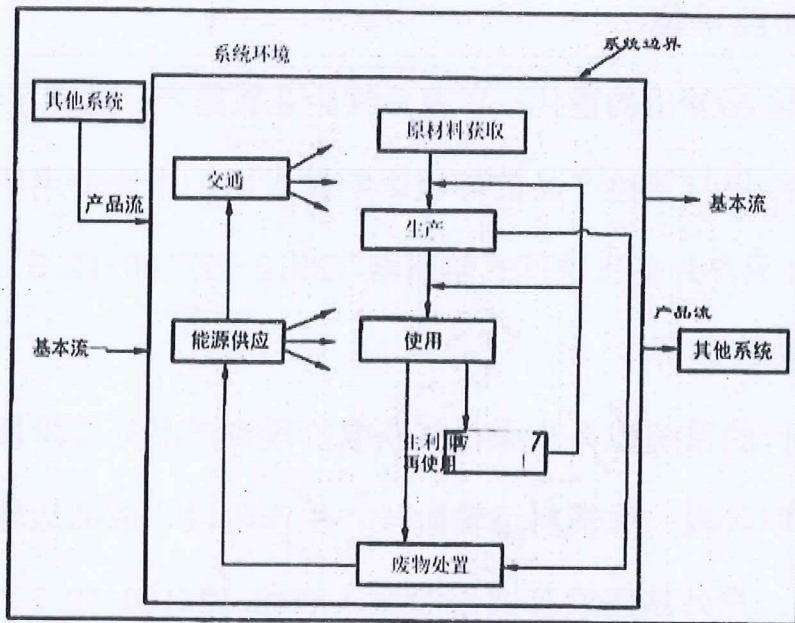 系统环境
系统边界
其他系统
原材料获取
交通
产品流
基本流
生产
产品流
基本流
能源供应
使用
其他系统
再使用
废物处置